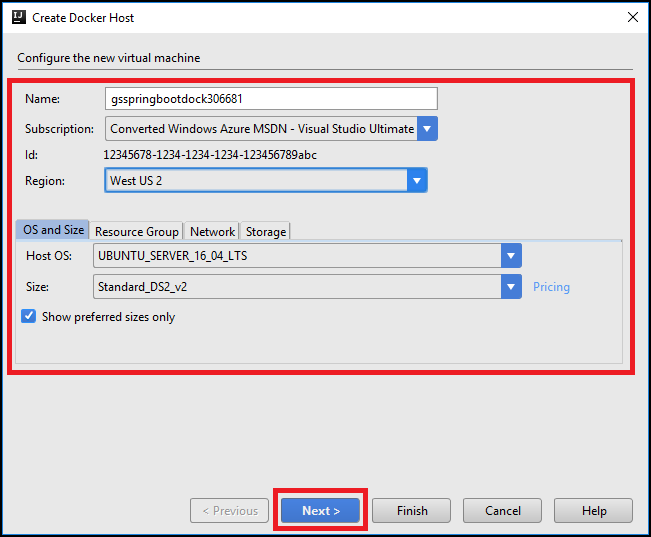 IJ Create Docker Host
Configure the new virtual machine
Name: gsspringbootdock306681
Subscription: Converted Windows Azure MSDN - Visual Studio Ultimate
Id: 12345678-1234-1234-1234-123456789abc
Region: West US 2
OS and Size Resource Group Network Storage
Host OS: UBUNTU_SERVER_16_04_LTS
Size: Standard_DS2_v2 Pricing
Show preferred sizes only
< Previous Next > Finish Cancel Help